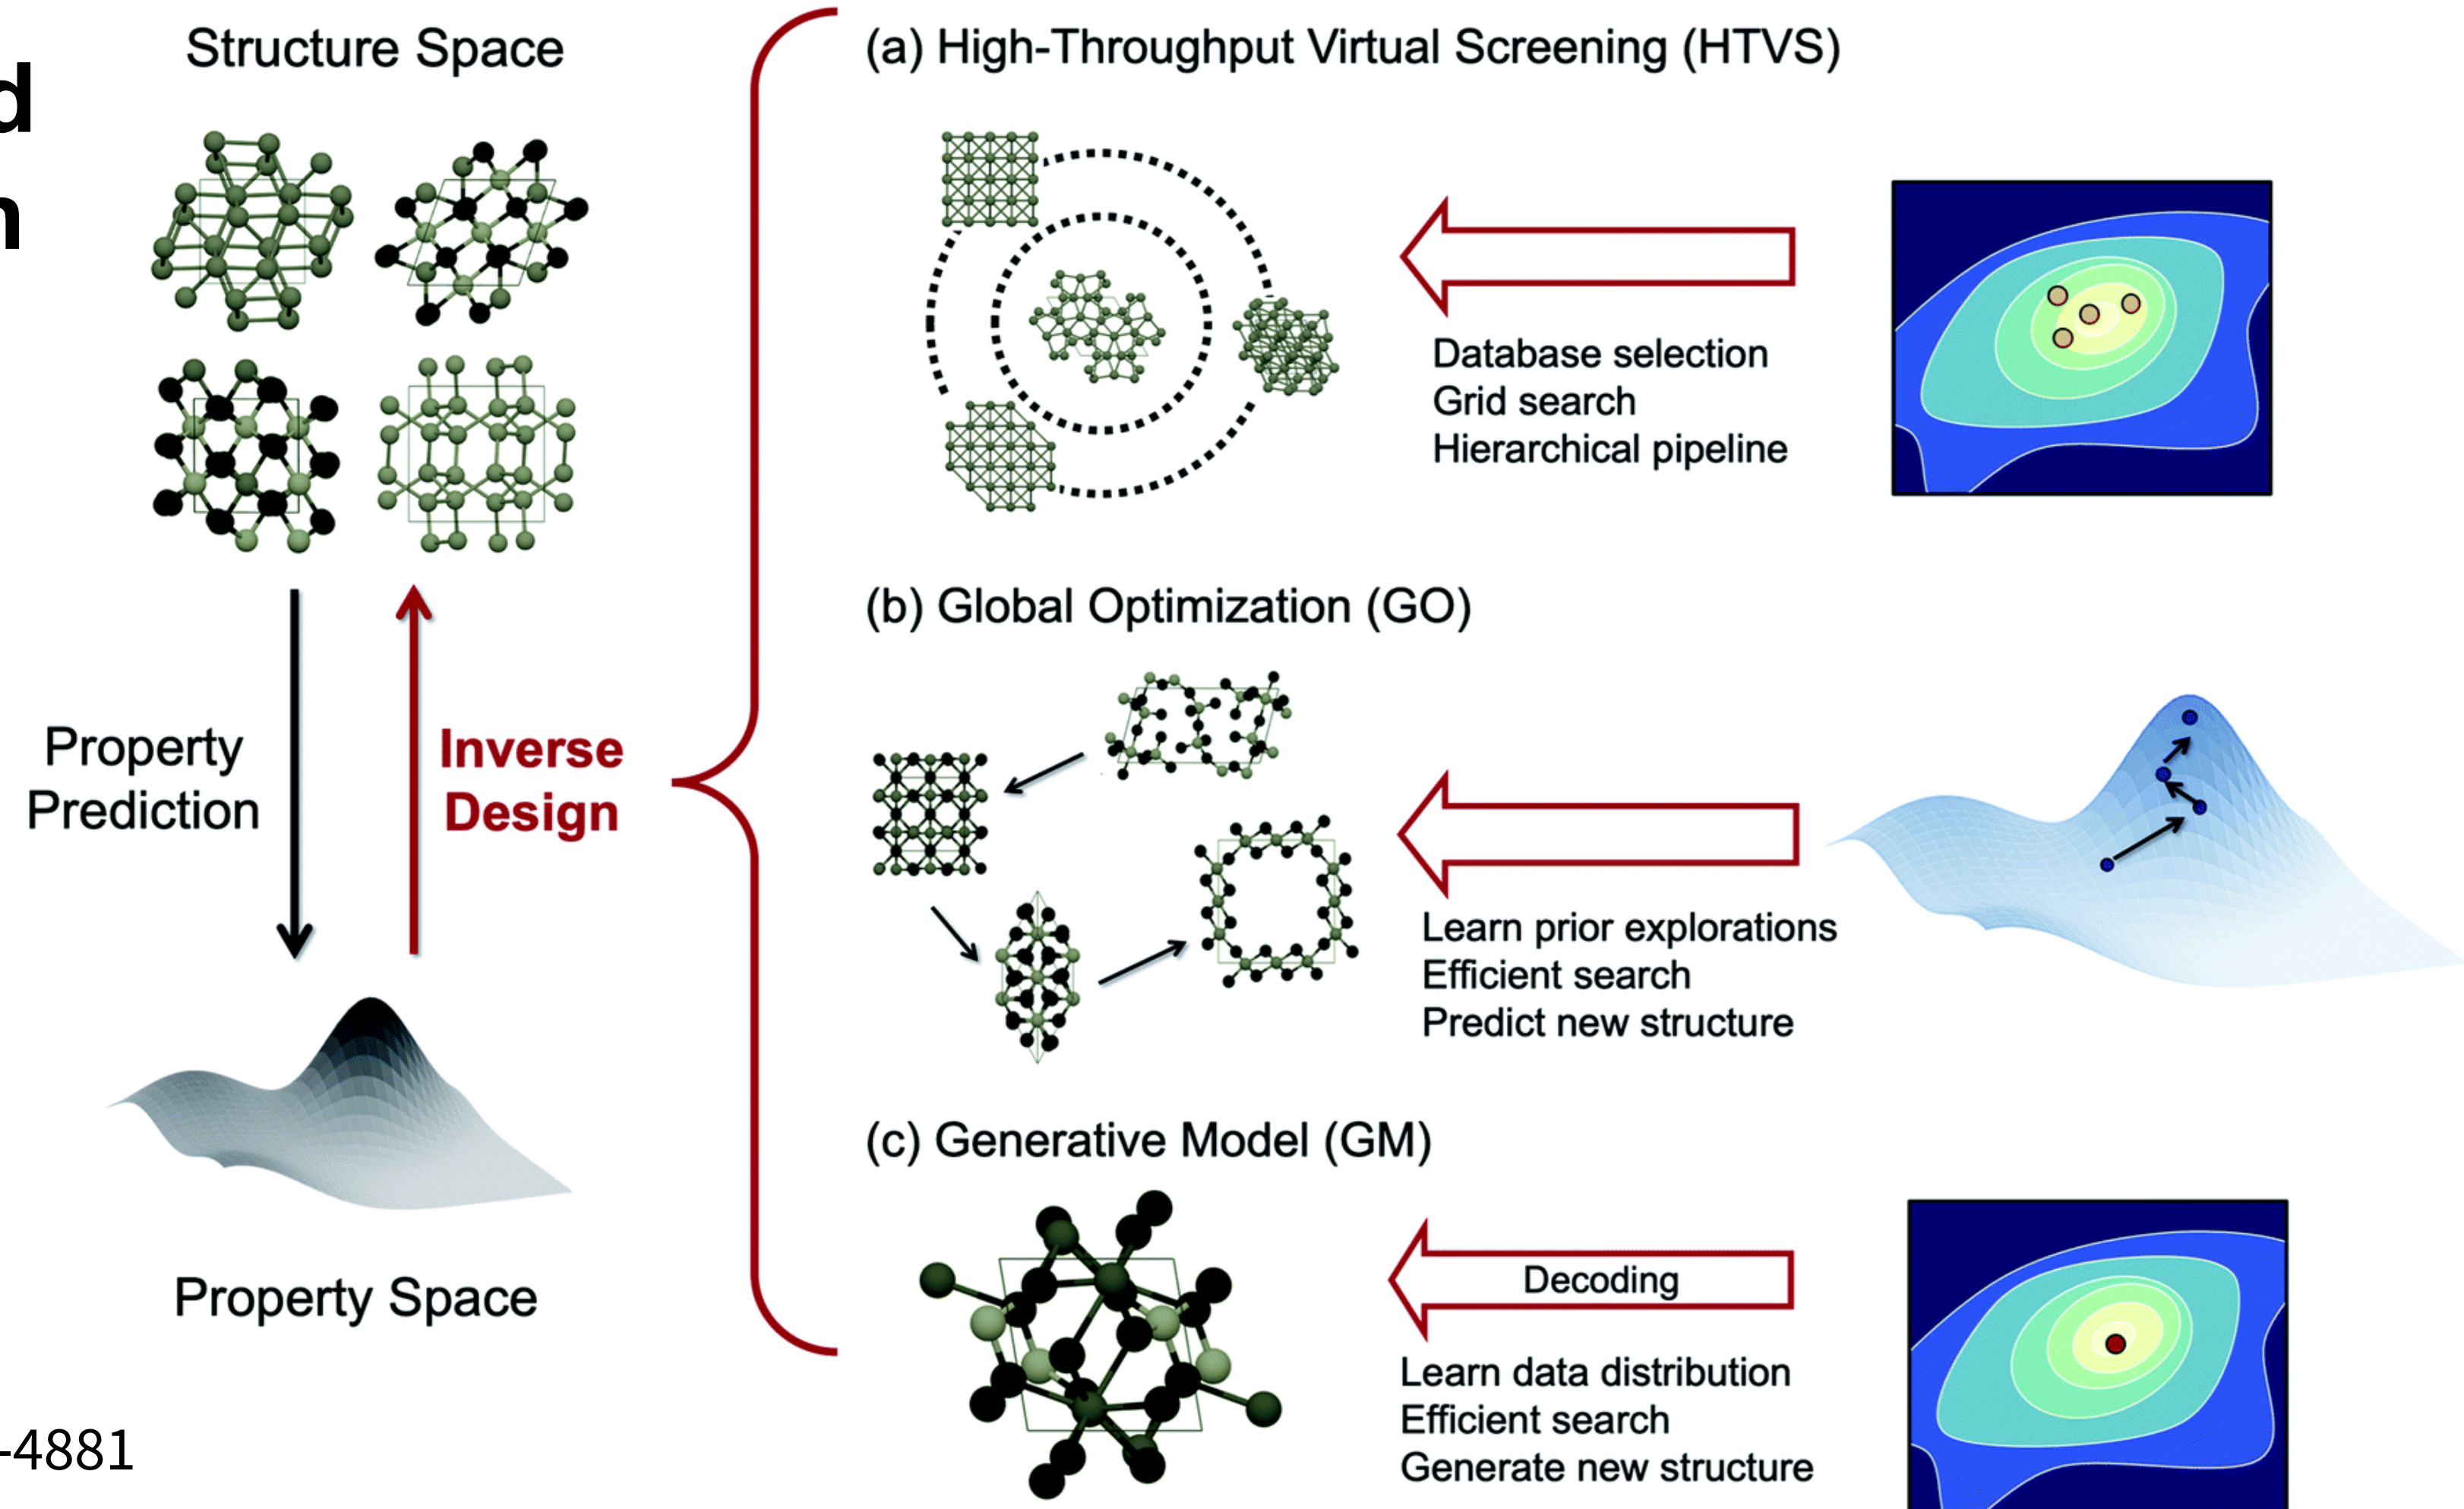 d
n
Structure Space
Property
Prediction
Inverse
Design
Property Space
-4881
(a) High-Throughput Virtual Screening (HTVS)
Database selection
Grid search
Hierarchical pipeline
(b) Global Optimization (GO)
Learn prior explorations
Efficient search
Predict new structure
(c) Generative Model (GM)
Decoding
Learn data distribution
Efficient search
Generate new structure